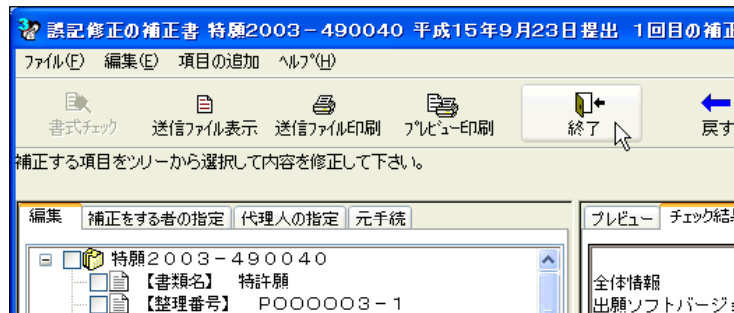 誤記修正の補正書 特願2003-490040 平成15年9月23日提出 1回目の補正
ファイル(F) 編集(E) 項目の追加 ヘルプ(H)
書式チェック 送信ファイル表示 送信ファイル印刷 プレビュー印刷 終了 戻す
補正する項目をツリーから選択して内容を修正して下さい。
編集 補正をする者の指定 代理人の指定 元手続 プレビュー チェック結果
特願2003-490040
【書類名】 特許願
全体情報
【整理番号】 P000003-1
出願ソフトバージョ